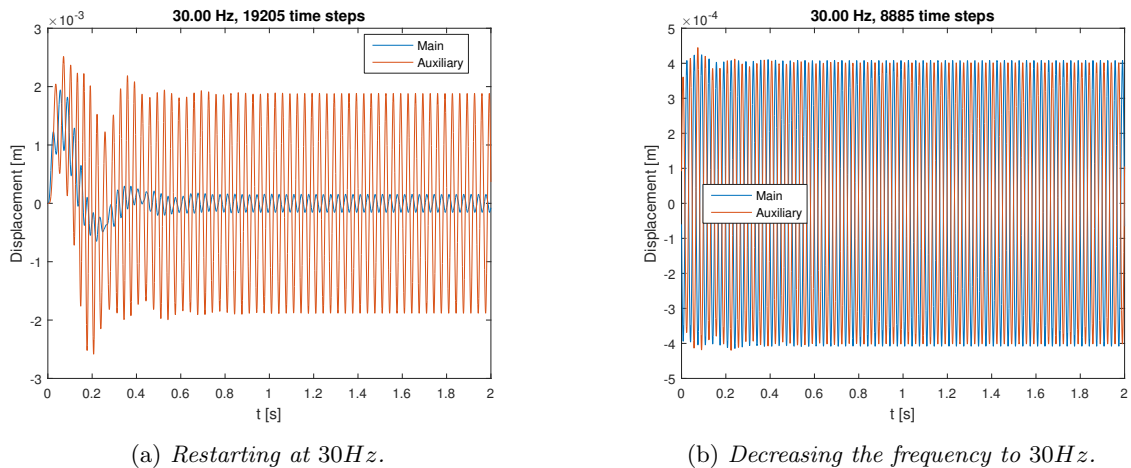 30.00 Hz, 19205 time steps
×10⁻³
3
2
1
0
-1
-2
-3
Displacement [m]
Main
Auxiliary
0 0.2 0.4 0.6 0.8 1 1.2 1.4 1.6 1.8 2
t [s]
(a) Restarting at 30Hz.
30.00 Hz, 8885 time steps
×10⁻⁴
5
4
3
2
1
0
-1
-2
-3
-4
-5
Displacement [m]
Main
Auxiliary
0 0.2 0.4 0.6 0.8 1 1.2 1.4 1.6 1.8 2
t [s]
(b) Decreasing the frequency to 30Hz.